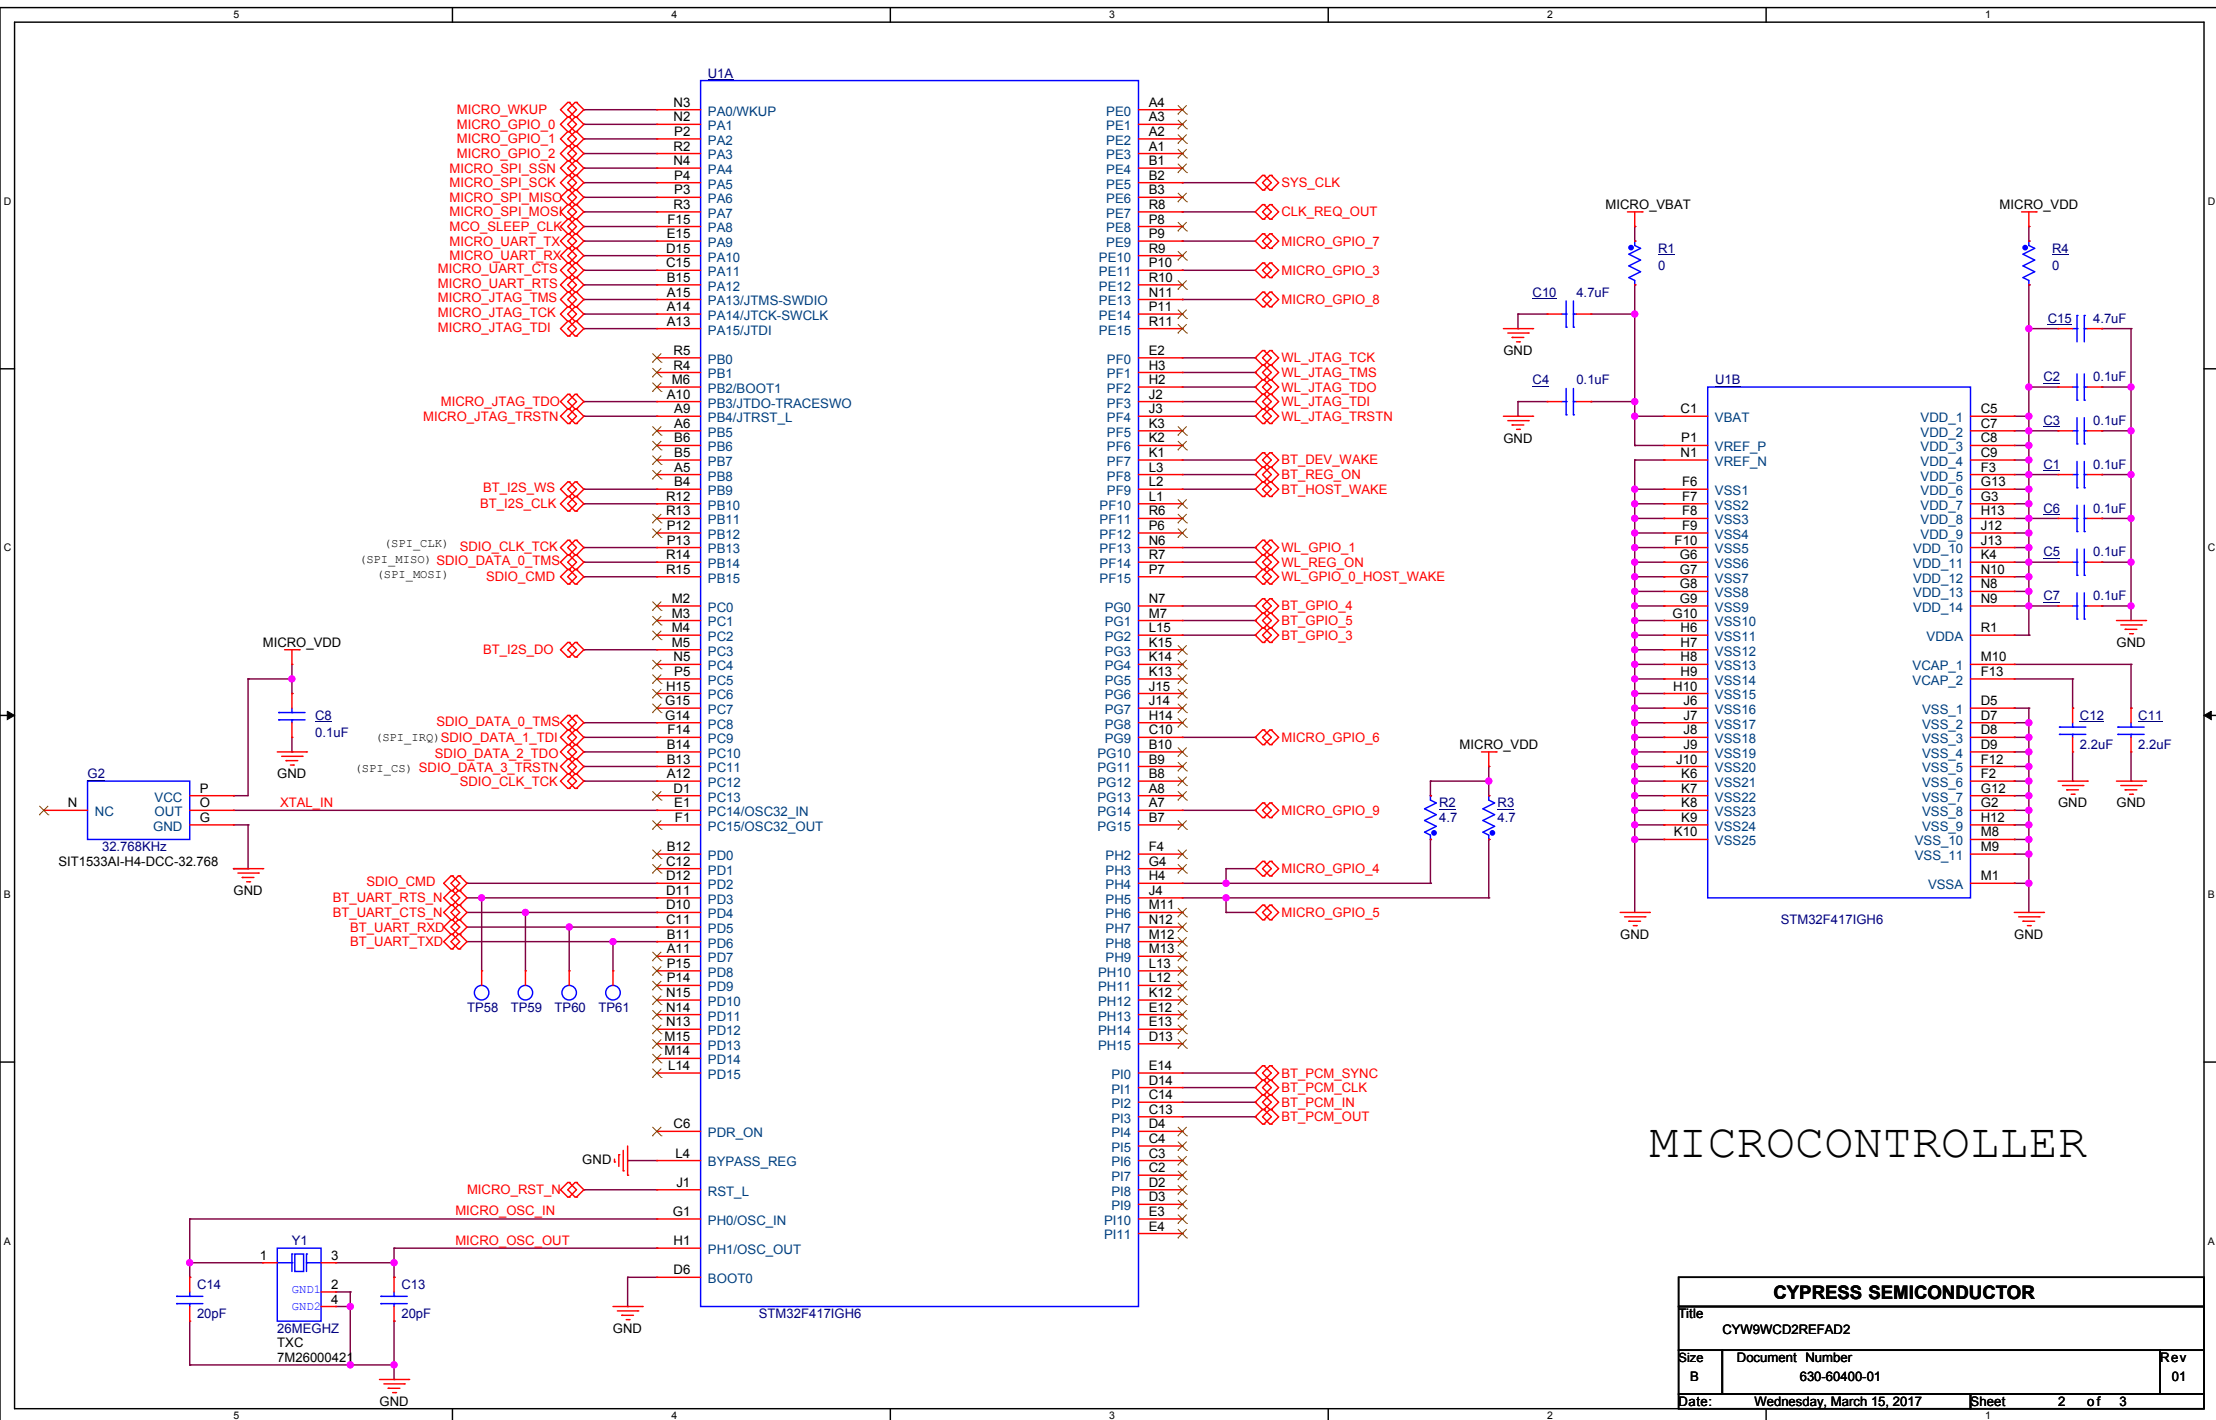 5 4 3 2 1
D
C
B
A
U1A
MICRO_WKUP N3 PA0/WKUP
MICRO_GPIO_0 N2 PA1
MICRO_GPIO_1 P2 PA2
MICRO_GPIO_2 R2 PA3
MICRO_SPI_SSN N4 PA4
MICRO_SPI_SCK P4 PA5
MICRO_SPI_MISO P3 PA6
MICRO_SPI_MOSI R3 PA7
MCO_SLEEP_CLK F15 PA8
MICRO_UART_TX E15 PA9
MICRO_UART_RX D15 PA10
MICRO_UART_CTS C15 PA11
MICRO_UART_RTS B15 PA12
MICRO_JTAG_TMS A15 PA13/JTMS-SWDIO
MICRO_JTAG_TCK A14 PA14/JTCK-SWCLK
MICRO_JTAG_TDI A13 PA15/JTDI
R5 PB0
R4 PB1
M6 PB2/BOOT1
MICRO_JTAG_TDO A10 PB3/JTDO-TRACESWO
MICRO_JTAG_TRSTN A9 PB4/JTRST_L
A6 PB5
B6 PB6
B5 PB7
A5 PB8
BT_I2S_WS B4 PB9
BT_I2S_CLK R12 PB10
R13 PB11
P12 PB12
(SPI_CLK) SDIO_CLK_TCK P13 PB13
(SPI_MISO) SDIO_DATA_0_TMS R14 PB14
(SPI_MOSI) SDIO_CMD R15 PB15
M2 PC0
M3 PC1
M4 PC2
BT_I2S_DO M5 PC3
N5 PC4
P5 PC5
H15 PC6
G15 PC7
SDIO_DATA_0_TMS G14 PC8
(SPI_IRQ) SDIO_DATA_1_TDI F14 PC9
SDIO_DATA_2_TDO B14 PC10
(SPI_CS) SDIO_DATA_3_TRSTN B13 PC11
SDIO_CLK_TCK A12 PC12
D1 PC13
XTAL_IN E1 PC14/OSC32_IN
F1 PC15/OSC32_OUT
B12 PD0
C12 PD1
SDIO_CMD D12 PD2
BT_UART_RTS_N D11 PD3
BT_UART_CTS_N D10 PD4
BT_UART_RXD C11 PD5
BT_UART_TXD B11 PD6
A11 PD7
P15 PD8
P14 PD9
N15 PD10
N14 PD11
N13 PD12
M15 PD13
M14 PD14
L14 PD15
TP58 TP59 TP60 TP61
C6 PDR_ON
GND L4 BYPASS_REG
MICRO_RST_N J1 RST_L
MICRO_OSC_IN G1 PH0/OSC_IN
MICRO_OSC_OUT H1 PH1/OSC_OUT
D6 BOOT0
GND
STM32F417IGH6
MICRO_VDD
C8
0.1uF
GND
G2
N NC
VCC P
OUT O
GND G
32.768KHz
SIT1533AI-H4-DCC-32.768
GND
Y1
1 3
GND1 2
GND2 4
26MEGHZ
TXC
7M26000421
C14
20pF
C13
20pF
GND
PE0 A4
PE1 A3
PE2 A2
PE3 A1
PE4 B1
PE5 B2 SYS_CLK
PE6 B3
PE7 R8 CLK_REQ_OUT
PE8 P8
PE9 P9 MICRO_GPIO_7
PE10 R9
PE11 P10 MICRO_GPIO_3
PE12 R10
PE13 N11 MICRO_GPIO_8
PE14 P11
PE15 R11
PF0 E2 WL_JTAG_TCK
PF1 H3 WL_JTAG_TMS
PF2 H2 WL_JTAG_TDO
PF3 J2 WL_JTAG_TDI
PF4 J3 WL_JTAG_TRSTN
PF5 K3
PF6 K2
PF7 K1 BT_DEV_WAKE
PF8 L3 BT_REG_ON
PF9 L2 BT_HOST_WAKE
PF10 L1
PF11 R6
PF12 P6
PF13 N6 WL_GPIO_1
PF14 R7 WL_REG_ON
PF15 P7 WL_GPIO_0_HOST_WAKE
PG0 N7 BT_GPIO_4
PG1 M7 BT_GPIO_5
PG2 L15 BT_GPIO_3
PG3 K15
PG4 K14
PG5 K13
PG6 J15
PG7 J14
PG8 H14
PG9 C10 MICRO_GPIO_6
PG10 B10
PG11 B9
PG12 B8
PG13 A8
PG14 A7 MICRO_GPIO_9
PG15 B7
PH2 F4
PH3 G4 MICRO_GPIO_4
PH4 H4
PH5 J4
PH6 M11 MICRO_GPIO_5
PH7 N12
PH8 M12
PH9 M13
PH10 L13
PH11 L12
PH12 K12
PH13 E12
PH14 E13
PH15 D13
PI0 E14 BT_PCM_SYNC
PI1 D14 BT_PCM_CLK
PI2 C14 BT_PCM_IN
PI3 C13 BT_PCM_OUT
PI4 D4
PI5 C4
PI6 C3
PI7 C2
PI8 D2
PI9 D3
PI10 E3
PI11 E4
MICRO_VDD
R2
4.7
R3
4.7
MICRO_VBAT
R1
0
C10 4.7uF
GND
C4 0.1uF
GND
MICRO_VDD
R4
0
C15 4.7uF
C2 0.1uF
C3 0.1uF
C1 0.1uF
C6 0.1uF
C5 0.1uF
C7 0.1uF
GND
U1B
C1 VBAT
P1 VREF_P
N1 VREF_N
F6 VSS1
F7 VSS2
F8 VSS3
F9 VSS4
F10 VSS5
G6 VSS6
G7 VSS7
G8 VSS8
G9 VSS9
G10 VSS10
H6 VSS11
H7 VSS12
H8 VSS13
H9 VSS14
H10 VSS15
J6 VSS16
J7 VSS17
J8 VSS18
J9 VSS19
J10 VSS20
K6 VSS21
K7 VSS22
K8 VSS23
K9 VSS24
K10 VSS25
GND
VDD_1 C5
VDD_2 C7
VDD_3 C8
VDD_4 C9
VDD_5 F3
VDD_6 G13
VDD_7 G3
VDD_8 H13
VDD_9 J12
VDD_10 J13
VDD_11 K4
VDD_12 N10
VDD_13 N8
VDD_14 N9
VDDA R1
VCAP_1 M10
VCAP_2 F13
VSS_1 D5
VSS_2 D7
VSS_3 D8
VSS_4 D9
VSS_5 F12
VSS_6 F2
VSS_7 G12
VSS_8 G2
VSS_9 H12
VSS_10 M8
VSS_11 M9
VSSA M1
GND
STM32F417IGH6
C12
2.2uF
GND
C11
2.2uF
GND
MICROCONTROLLER
CYPRESS SEMICONDUCTOR
Title
CYW9WCD2REFAD2
Size Document Number Rev
B 630-60400-01 01
Date: Wednesday, March 15, 2017 Sheet 2 of 3
D
C
B
A
5 4 3 2 1